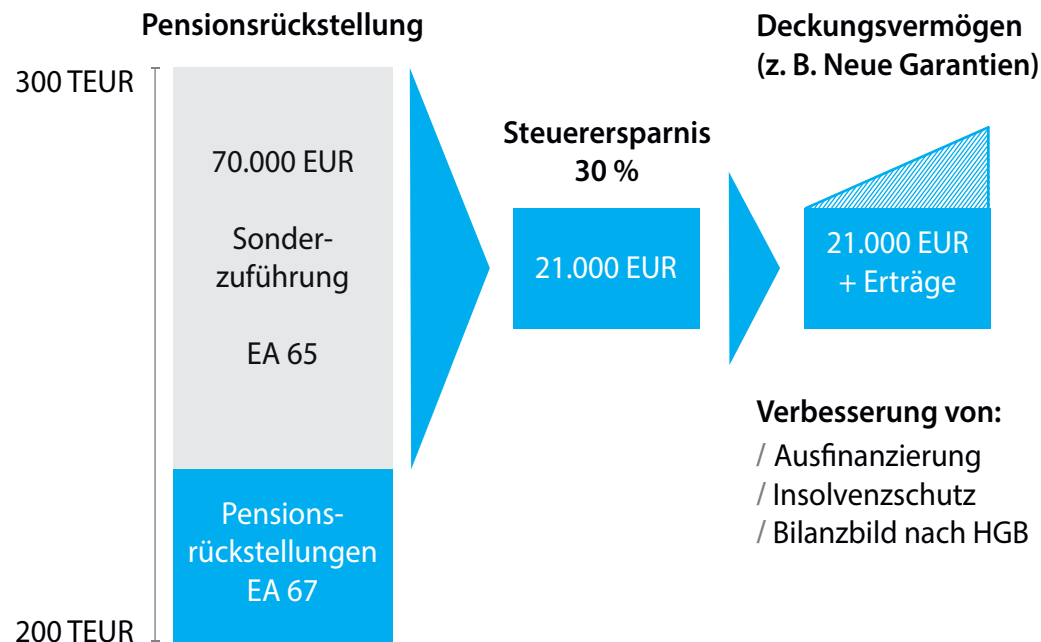 Pensionsrückstellung
300 TEUR
70.000 EUR
Sonder-
zuführung
EA 65
Pensions-
rückstellungen
EA 67
200 TEUR
Steuerersparnis
30 %
21.000 EUR
Deckungsvermögen
(z. B. Neue Garantien)
21.000 EUR
+ Erträge
Verbesserung von:
/ Ausfinanzierung
/ Insolvenzschutz
/ Bilanzbild nach HGB